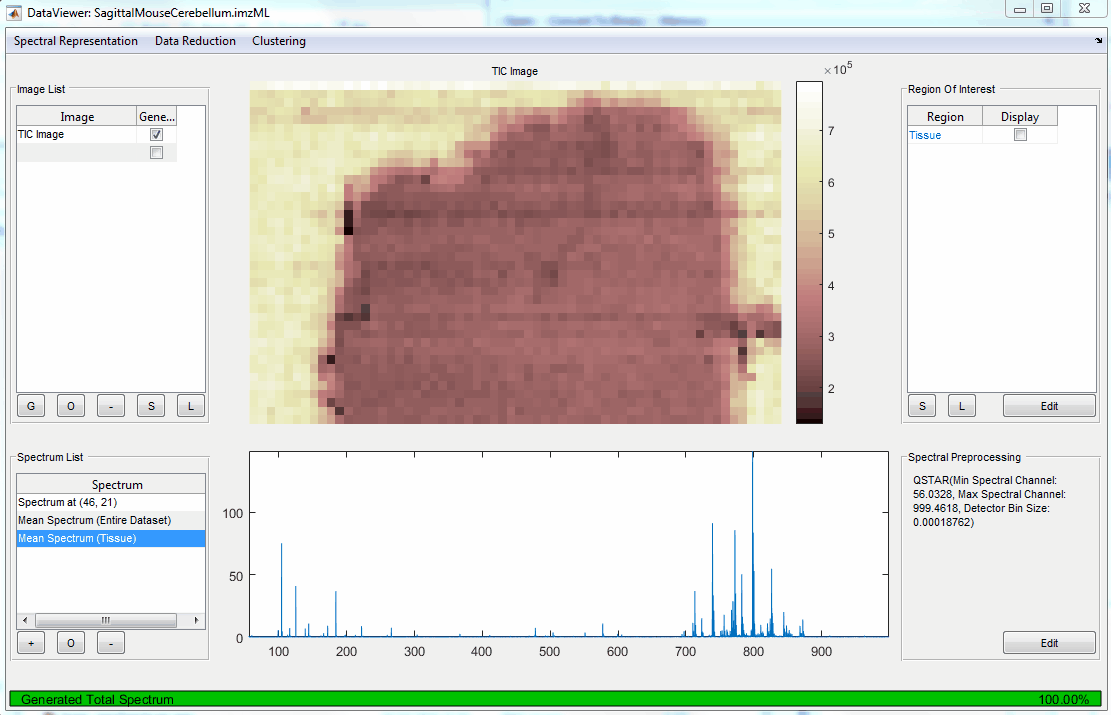 DataViewer: SagittalMouseCerebellum.imzML
Spectral Representation Data Reduction Clustering
Image List
Image Gene...
TIC Image
G O - S L
TIC Image
×10^5
7
6
5
4
3
2
Region Of Interest
Region Display
Tissue
S L Edit
Spectrum List
Spectrum
Spectrum at (46, 21)
Mean Spectrum (Entire Dataset)
Mean Spectrum (Tissue)
+ O -
100
50
0
100 200 300 400 500 600 700 800 900
Spectral Preprocessing
QSTAR(Min Spectral Channel:
56.0328, Max Spectral Channel:
999.4618, Detector Bin Size:
0.00018762)
Edit
Generated Total Spectrum 100.00%